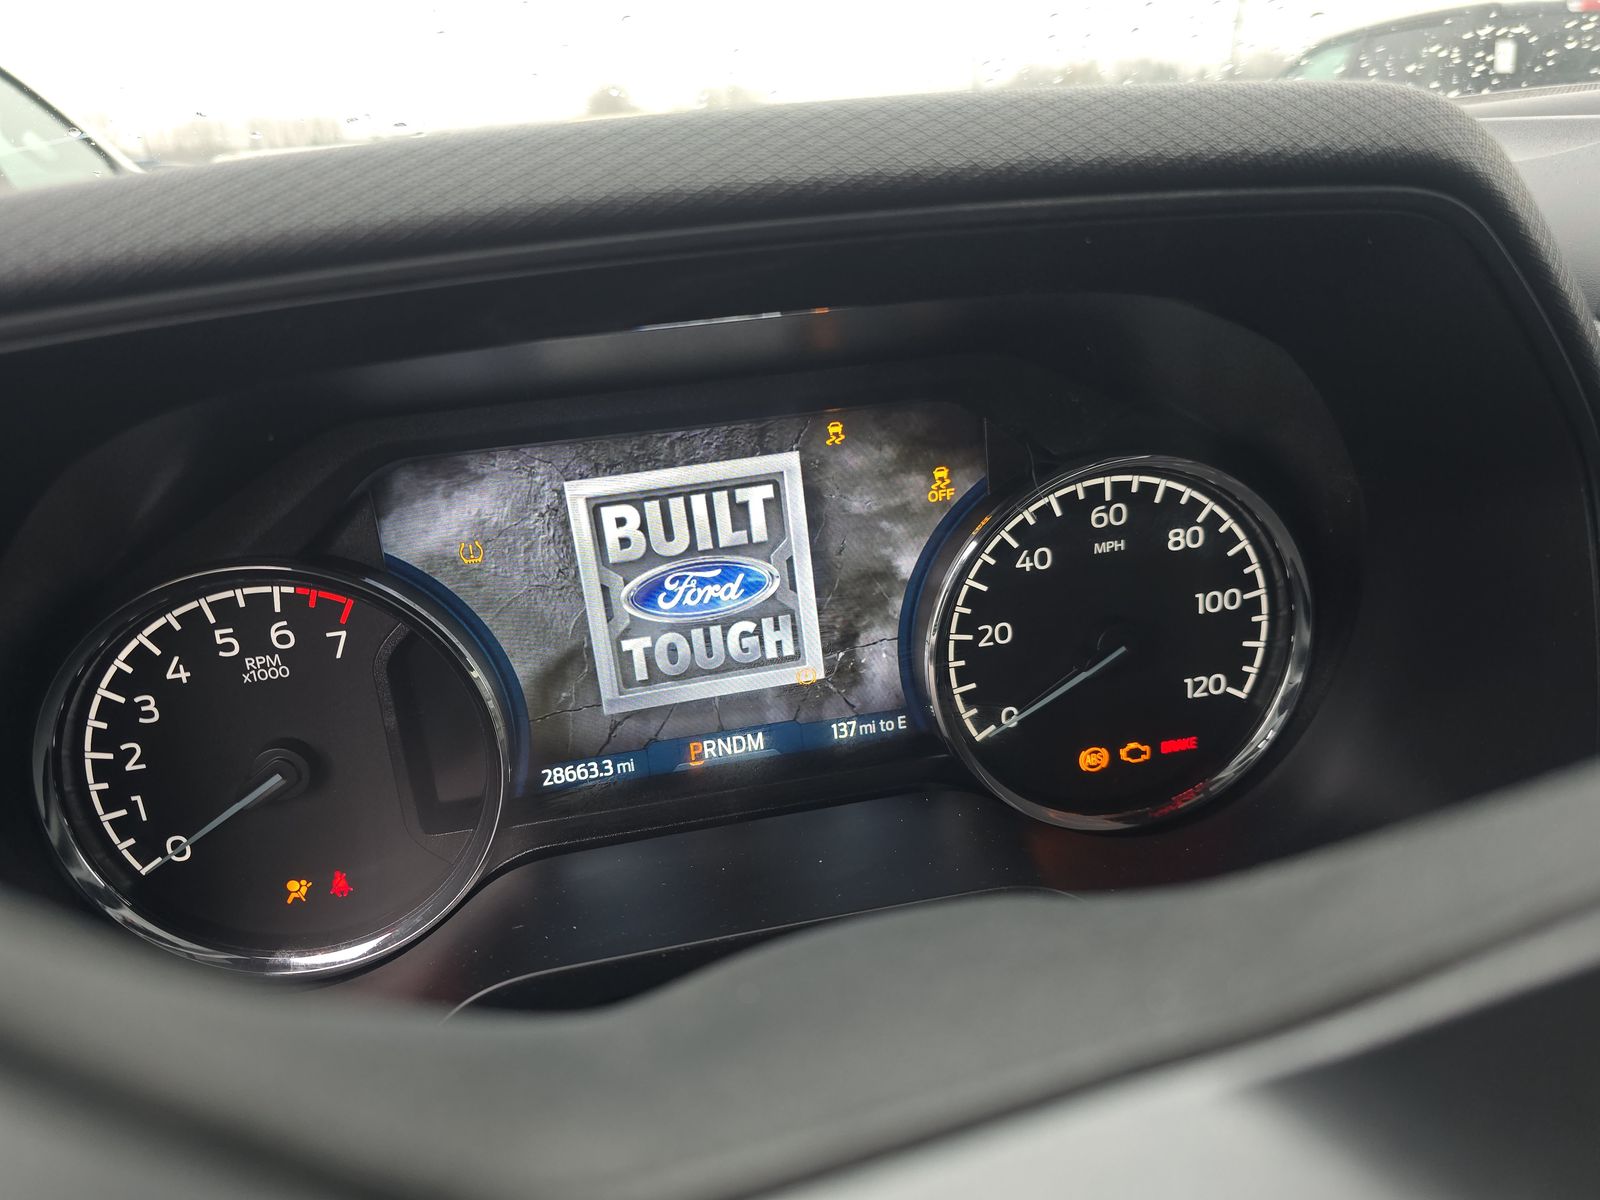 BUILT
Ford
TOUGH
OFF
28663.3 mi
PRNDM
137 mi to E
0
1
2
3
4
5
6
7
RPM
x1000
0
20
40
60
80
100
120
MPH
ABS
BRAKE